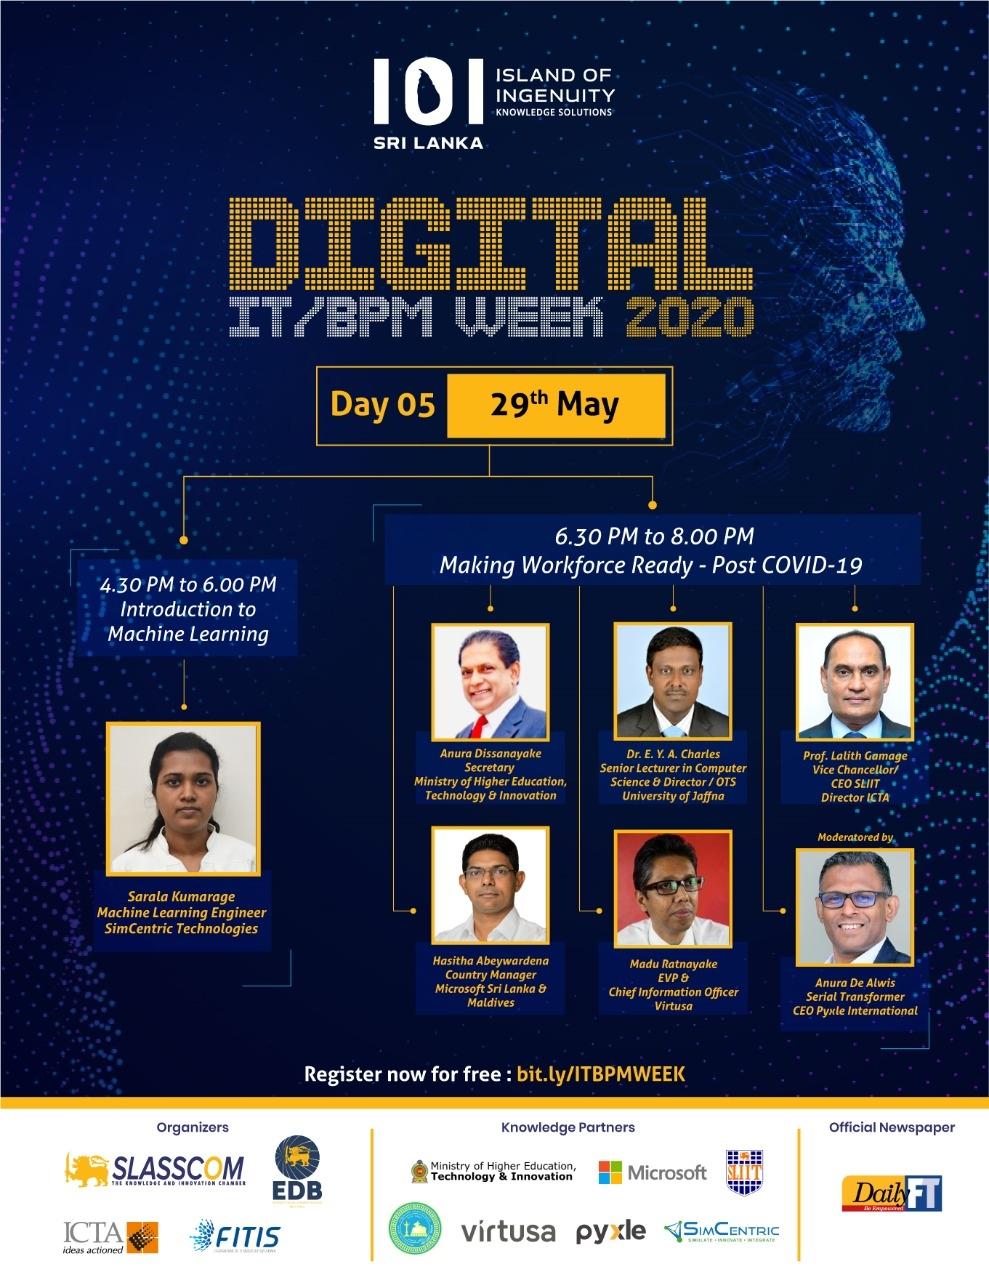 IOI
ISLAND OF
INGENUITY
KNOWLEDGE SOLUTIONS
SRI LANKA
DIGITAL
IT/BPM WEEK 2020
Day 05
29th May
4.30 PM to 6.00 PM
Introduction to
Machine Learning
Sarala Kumarage
Machine Learning Engineer
SimCentric Technologies
6.30 PM to 8.00 PM
Making Workforce Ready - Post COVID-19
Anura Dissanayake
Secretary
Ministry of Higher Education,
Technology & Innovation
Dr. E. Y. A. Charles
Senior Lecturer in Computer
Science & Director / OTS
University of Jaffna
Prof. Lalith Gamage
Vice Chancellor/
CEO SLIIT
Director ICTA
Hasitha Abeywardena
Country Manager
Microsoft Sri Lanka &
Maldives
Madu Ratnayake
EVP &
Chief Information Officer
Virtusa
Moderatored by
Anura De Alwis
Serial Transformer
CEO Pyxle International
Register now for free : bit.ly/ITBPMWEEK
Organizers
SLASSCOM
THE KNOWLEDGE AND INNOVATION CHAMBER
EDB
ICTA
ideas actioned
FITIS
Knowledge Partners
Ministry of Higher Education,
Technology & Innovation
Microsoft
SLIIT
virtusa
pyxle
SIMCENTRIC
SIMULATE • INNOVATE • INTEGRATE
Official Newspaper
Daily FT
Be Empowered